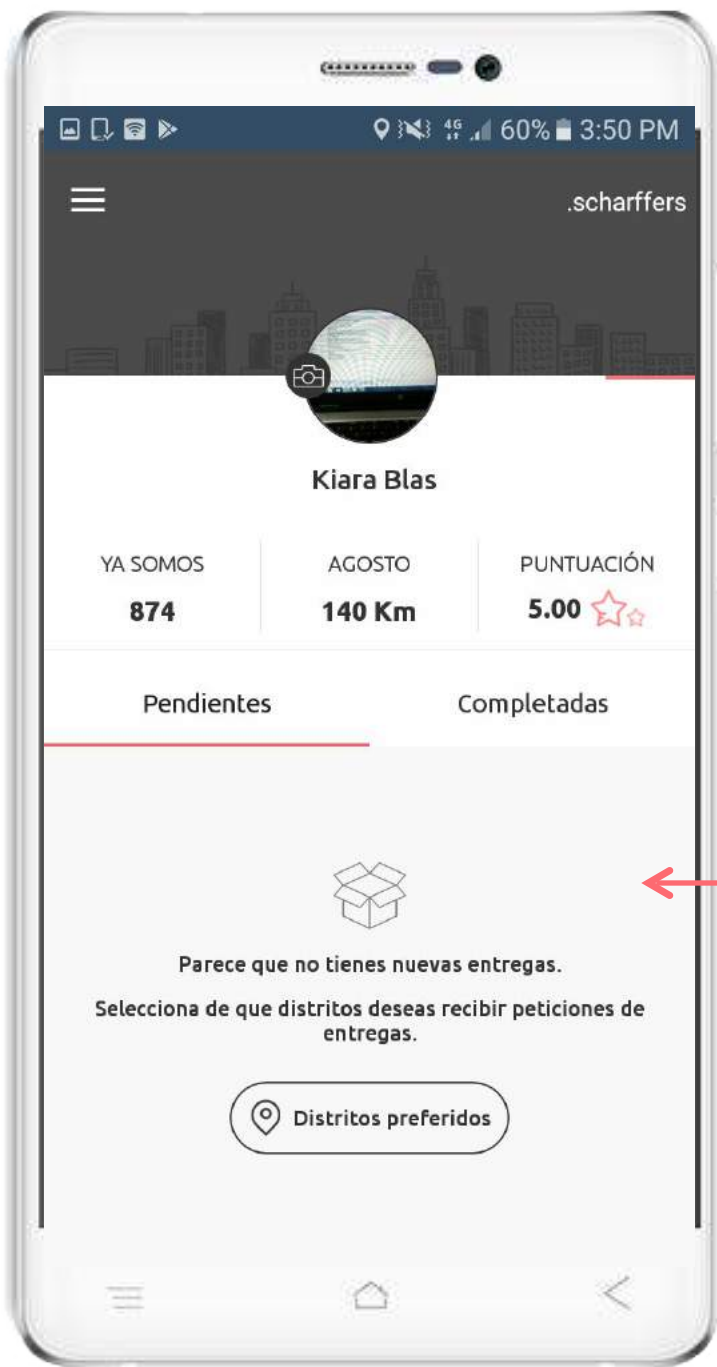 4G 60% 3:50 PM
.scharffers
Kiara Blas
YA SOMOS AGOSTO PUNTUACIÓN
874 140 Km 5.00
Pendientes Completadas
Parece que no tienes nuevas entregas.
Selecciona de que distritos deseas recibir peticiones de
entregas.
Distritos preferidos